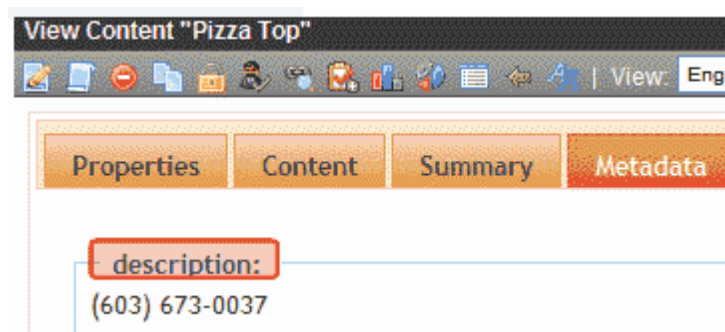 View Content "Pizza Top"
| View: Eng
Properties Content Summary Metadata
description:
(603) 673-0037